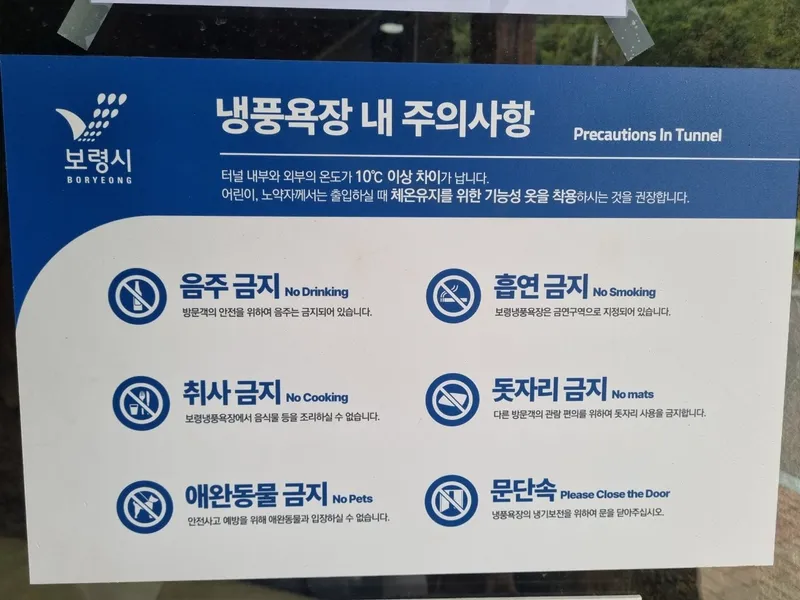 보령시
BORYEONG
냉풍욕장 내 주의사항 Precautions In Tunnel
터널 내부와 외부의 온도가 10℃ 이상 차이가 납니다.
어린이, 노약자께서는 출입하실 때 체온유지를 위한 기능성 옷을 착용하시는 것을 권장합니다.
음주 금지 No Drinking
방문객의 안전을 위하여 음주는 금지되어 있습니다.
흡연 금지 No Smoking
보령냉풍욕장은 금연구역으로 지정되어 있습니다.
취사 금지 No Cooking
보령냉풍욕장에서 음식물 등을 조리하실 수 없습니다.
돗자리 금지 No mats
다른 방문객의 관람 편의를 위하여 돗자리 사용을 금지합니다.
애완동물 금지 No Pets
안전사고 예방을 위해 애완동물과 입장하실 수 없습니다.
문단속 Please Close the Door
냉풍욕장의 냉기보전을 위하여 문을 닫아주십시오.